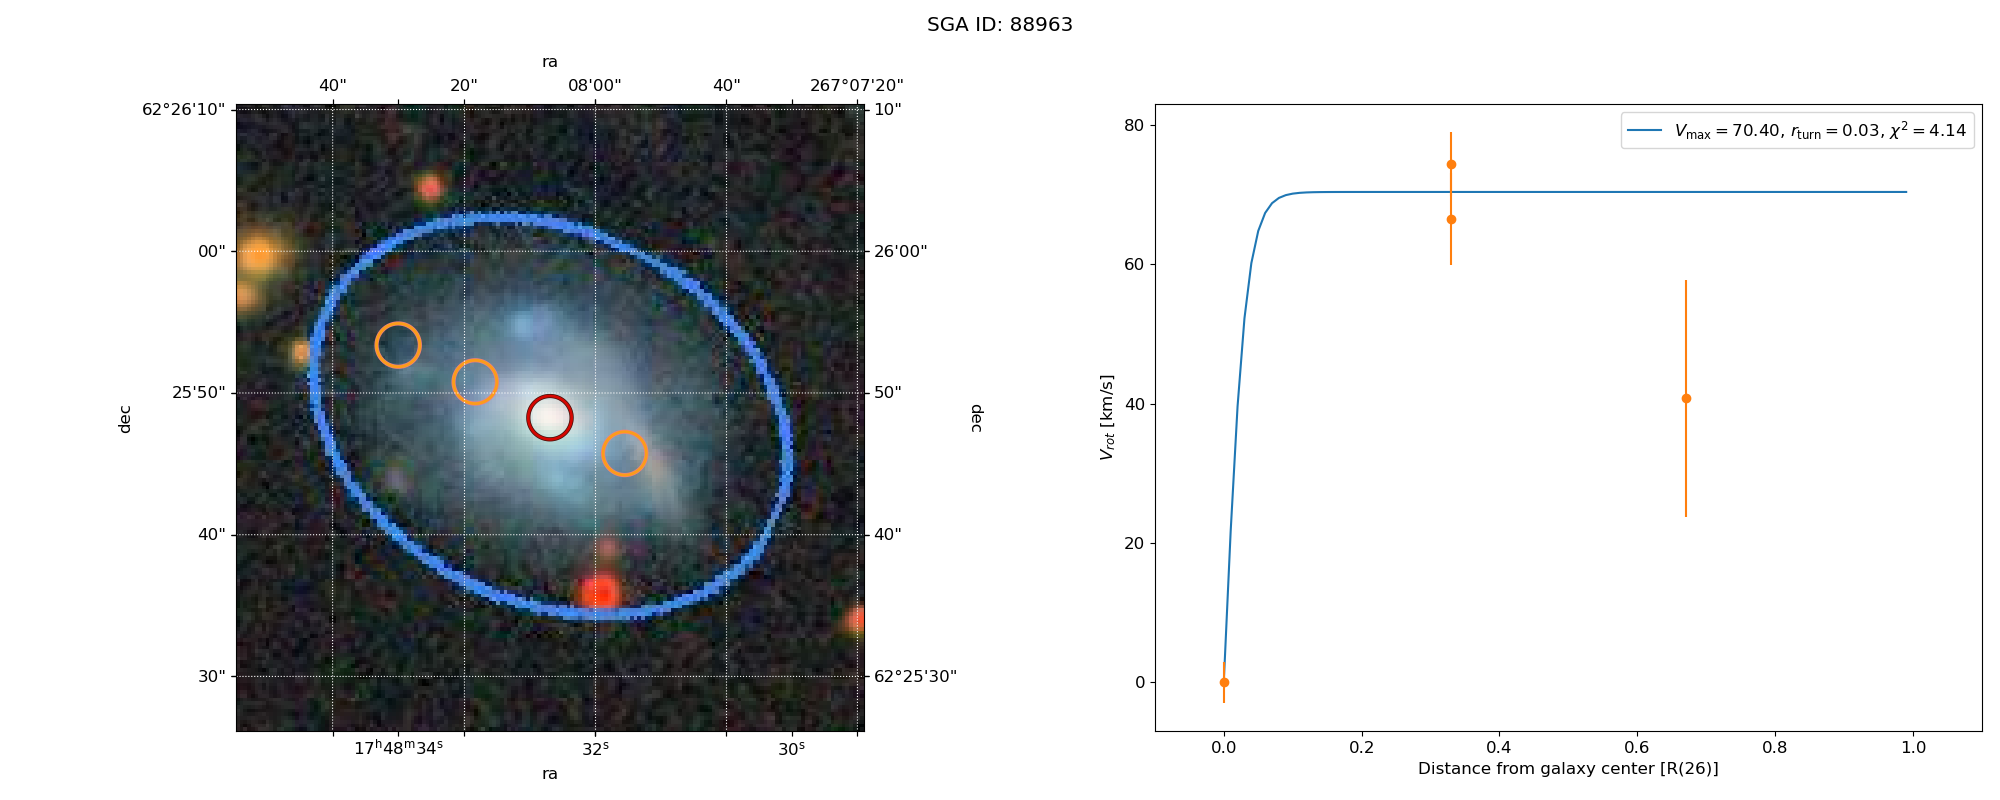 SGA ID: 88963
ra
40" 20" 08'00" 40" 267°07'20"
62°26'10" 10"
00" 26'00"
25'50" 50"
40" 40"
30" 62°25'30"
dec
dec
17h48m34s 32s 30s
ra
80
60
40
20
0
V_rot [km/s]
V_max = 70.40, r_turn = 0.03, χ² = 4.14
0.0 0.2 0.4 0.6 0.8 1.0
Distance from galaxy center [R(26)]